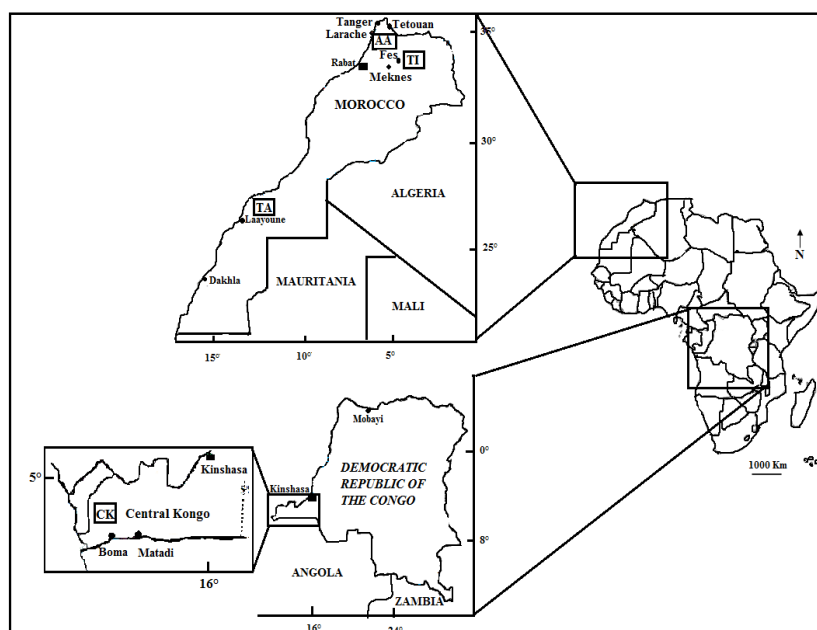 Tanger
Tetouan
Larache
AA
Fes
TI
Rabat
Meknes
MOROCCO
35°
30°
ALGERIA
TA
Laayoune
25°
MAURITANIA
Dakhla
MALI
15°
10°
5°
N
1000 Km
Mobayi
0°
DEMOCRATIC
REPUBLIC OF
THE CONGO
Kinshasa
Kinshasa
5°
CK
Central Kongo
Boma
Matadi
16°
8°
ANGOLA
ZAMBIA
16°
24°